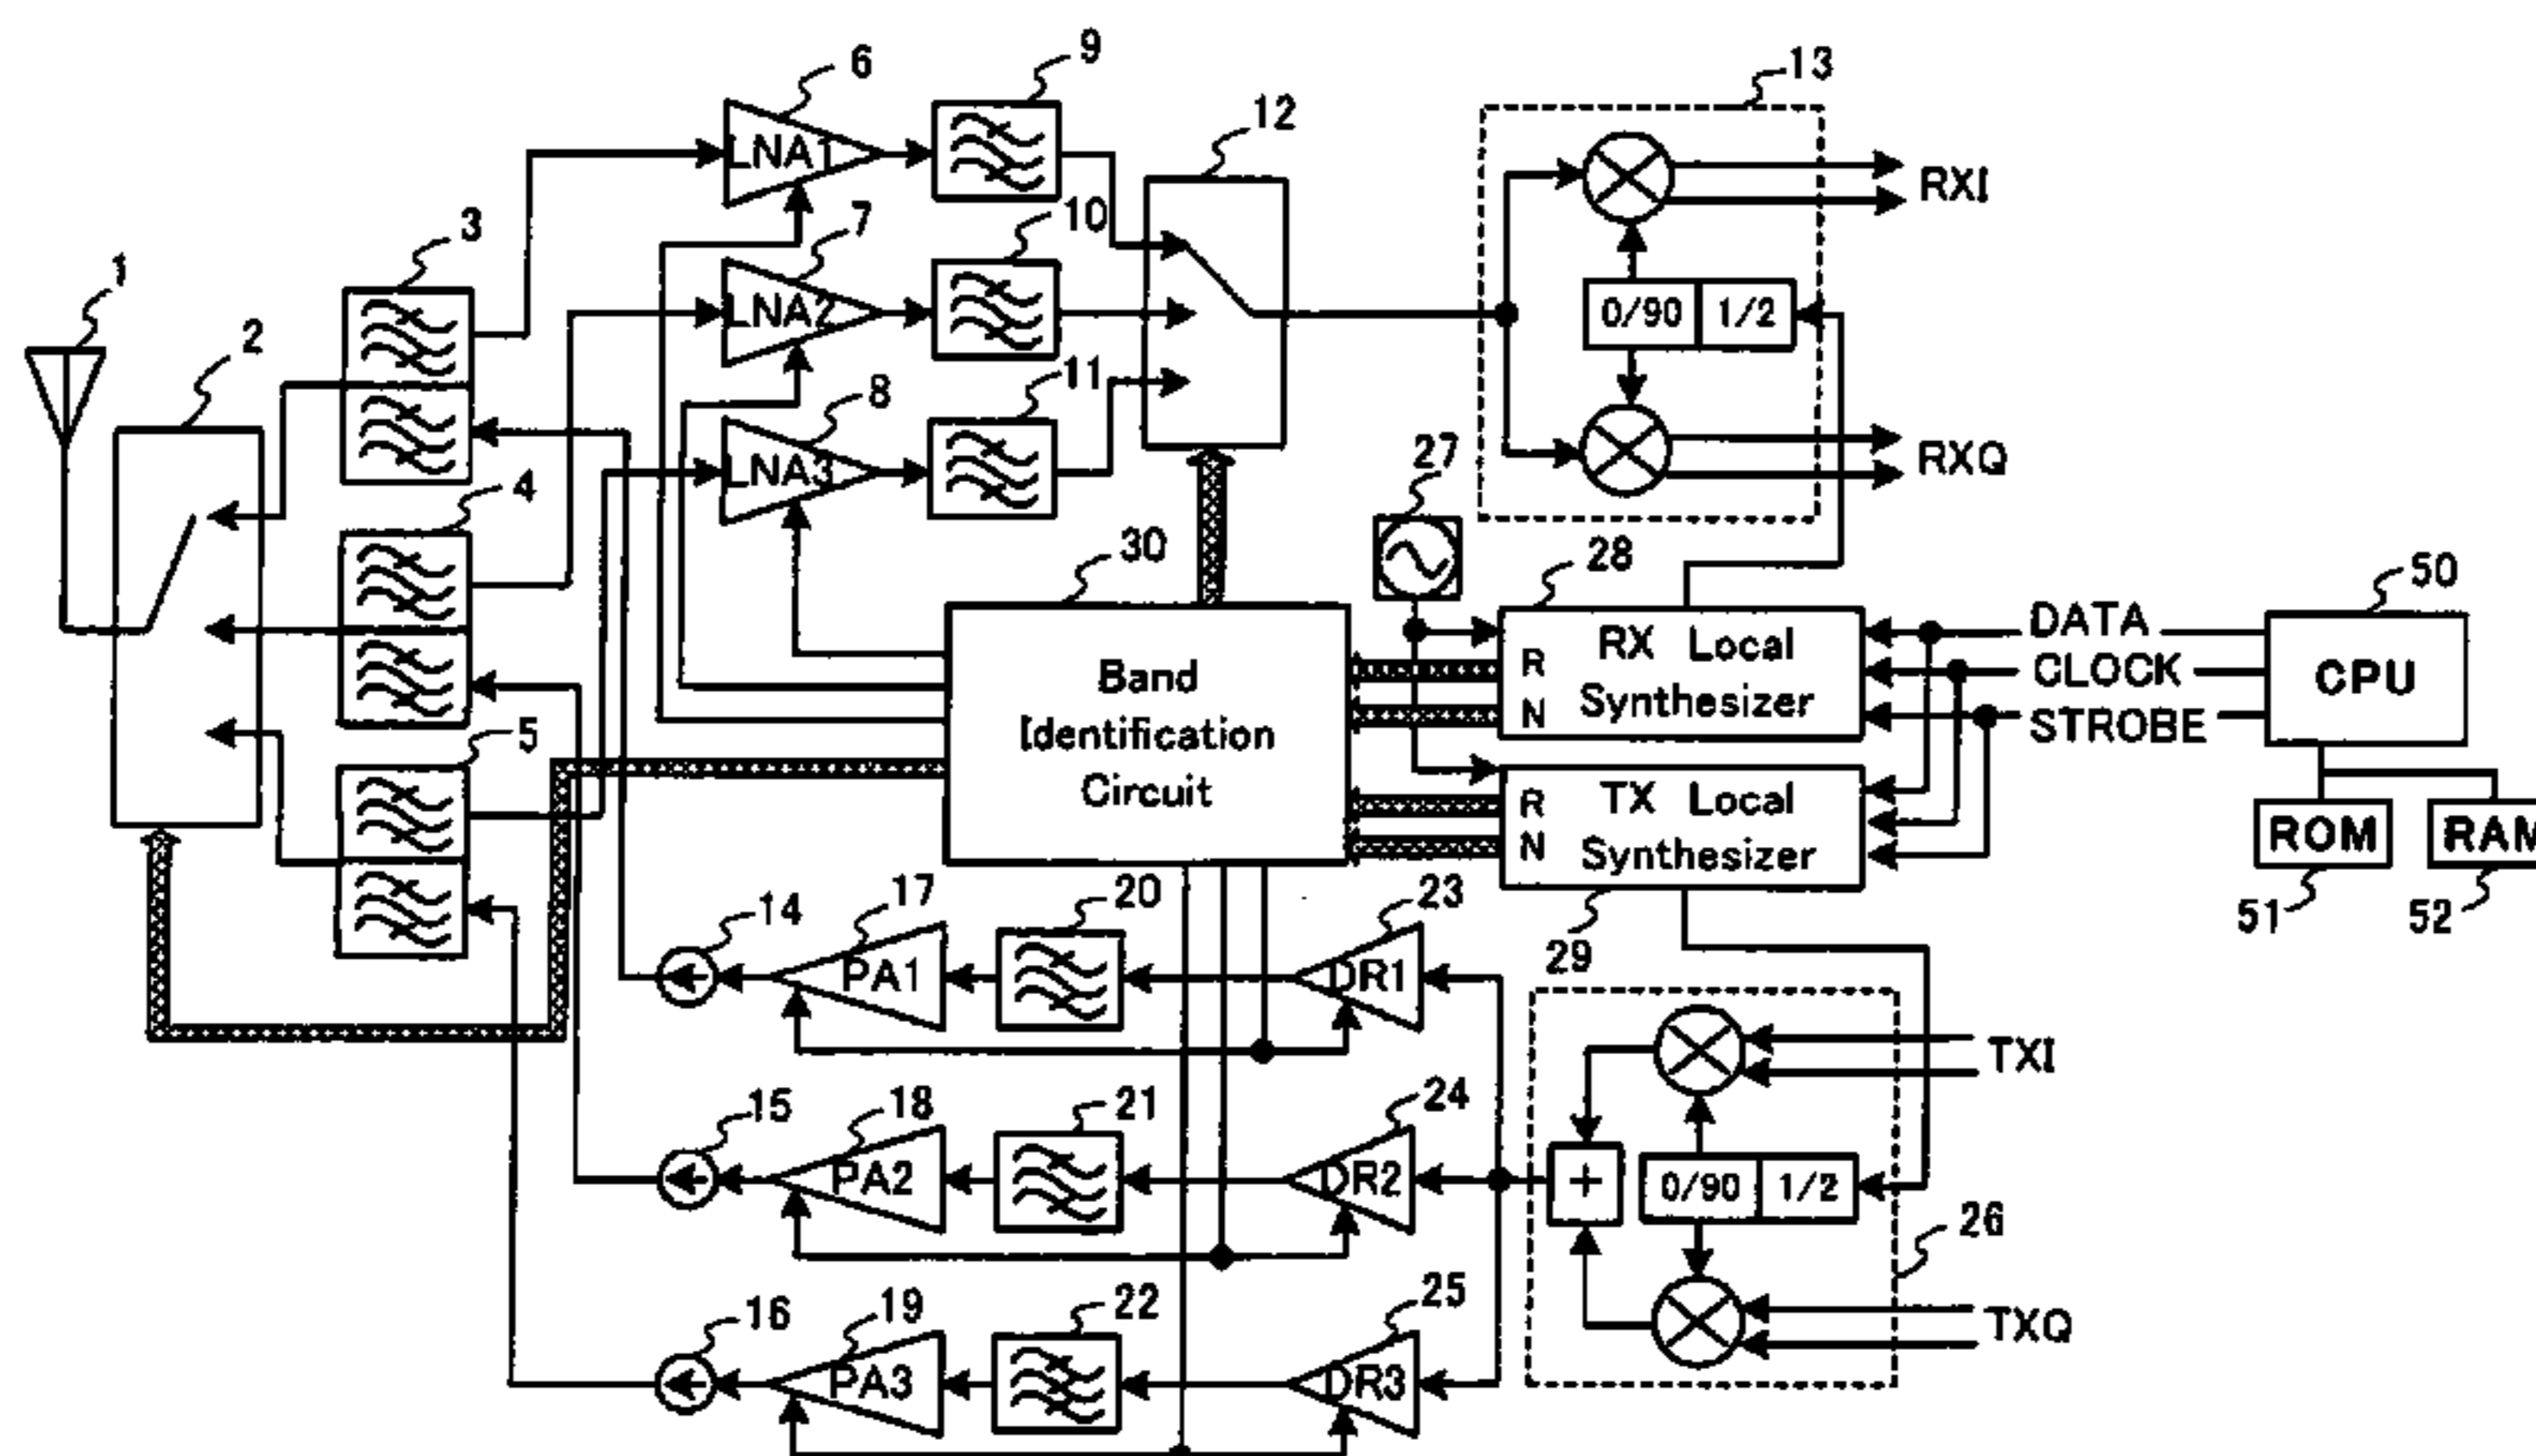 6
9
13
12
LNA1
RXI
3
7
10
1
LNA2
0/90 1/2
2
8
11
LNA3
27
RXQ
4
30
28
50
Band
Identification
Circuit
R
N
RX Local
Synthesizer
DATA
CLOCK
STROBE
CPU
5
R
N
TX Local
Synthesizer
ROM
RAM
51
52
14
17
20
23
29
PA1
DR1
TXI
15
18
21
24
PA2
DR2
+
0/90 1/2
26
16
19
22
25
PA3
DR3
TXQ